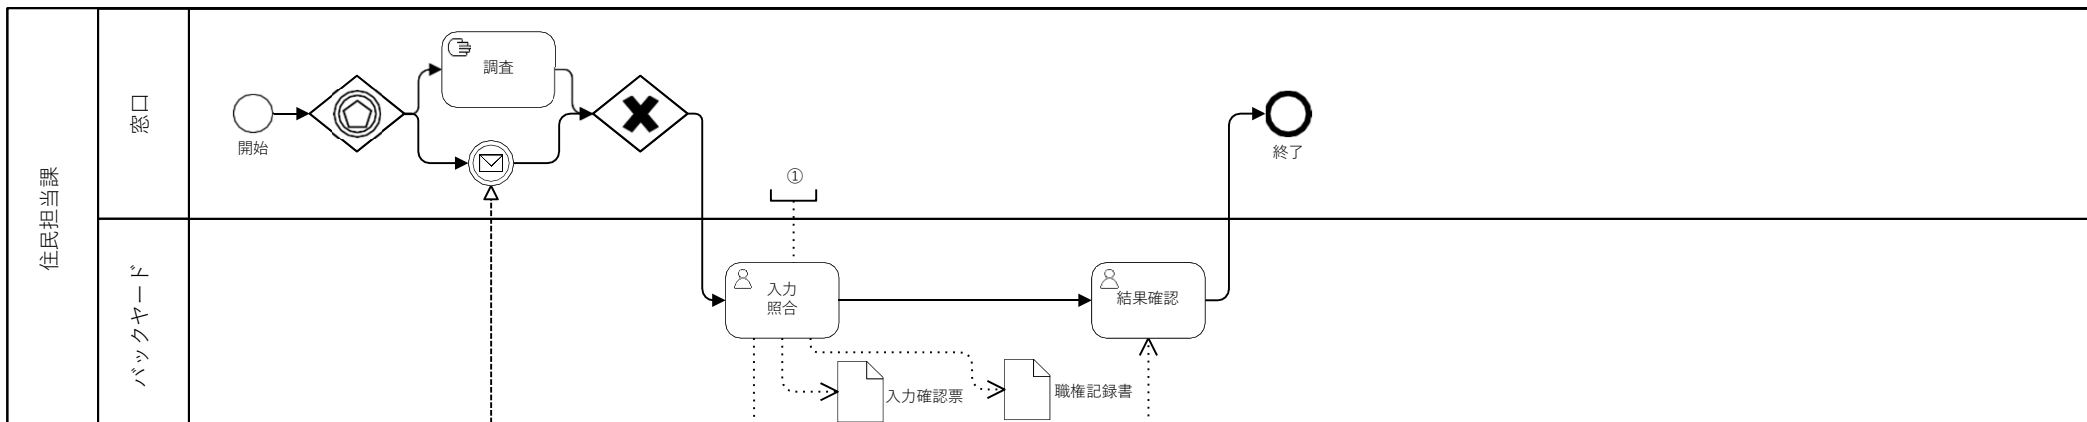 住民担当課
窓口
開始
調査
①
終了
バックヤード
入力
照合
結果確認
入力確認票
職権記録書